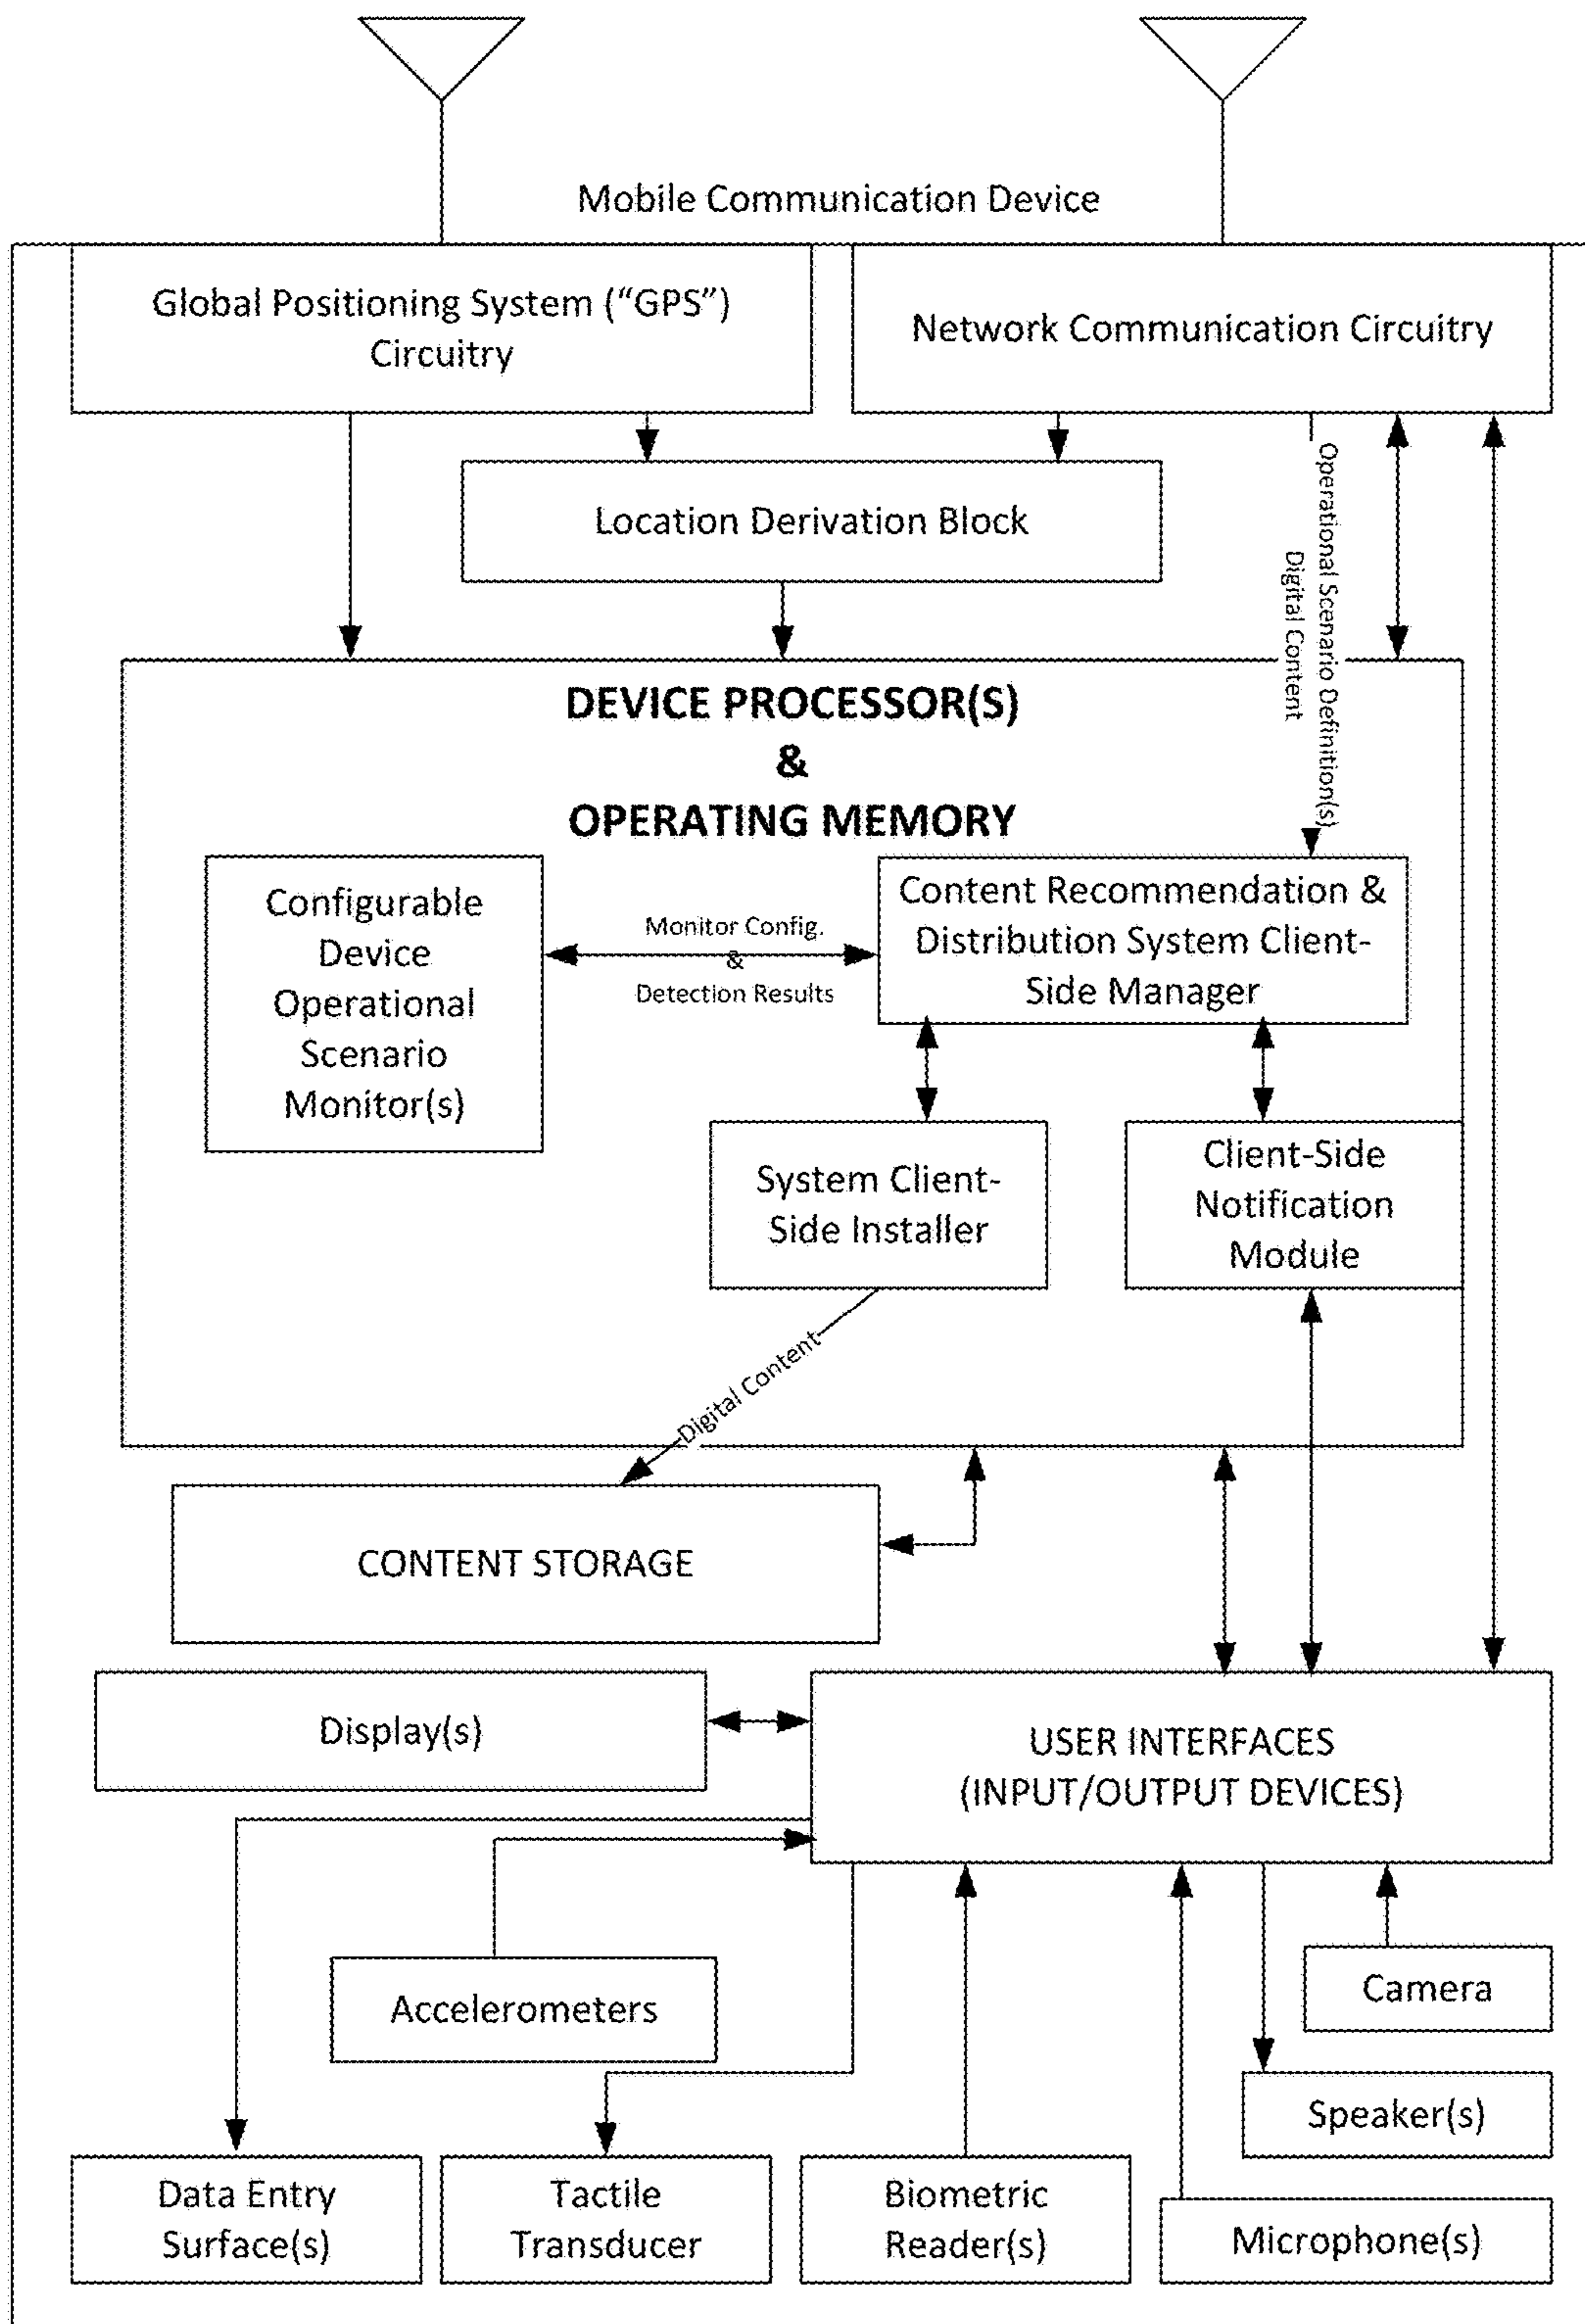 Mobile Communication Device
Global Positioning System (“GPS”)
Circuitry
Network Communication Circuitry
Location Derivation Block
Operational Scenario Definition(s)
Digital Content
DEVICE PROCESSOR(S)
&
OPERATING MEMORY
Configurable
Device
Operational
Scenario
Monitor(s)
Monitor Config.
&
Detection Results
Content Recommendation &
Distribution System Client-
Side Manager
System Client-
Side Installer
Client-Side
Notification
Module
Digital Content
CONTENT STORAGE
Display(s)
USER INTERFACES
(INPUT/OUTPUT DEVICES)
Accelerometers
Camera
Speaker(s)
Data Entry
Surface(s)
Tactile
Transducer
Biometric
Reader(s)
Microphone(s)